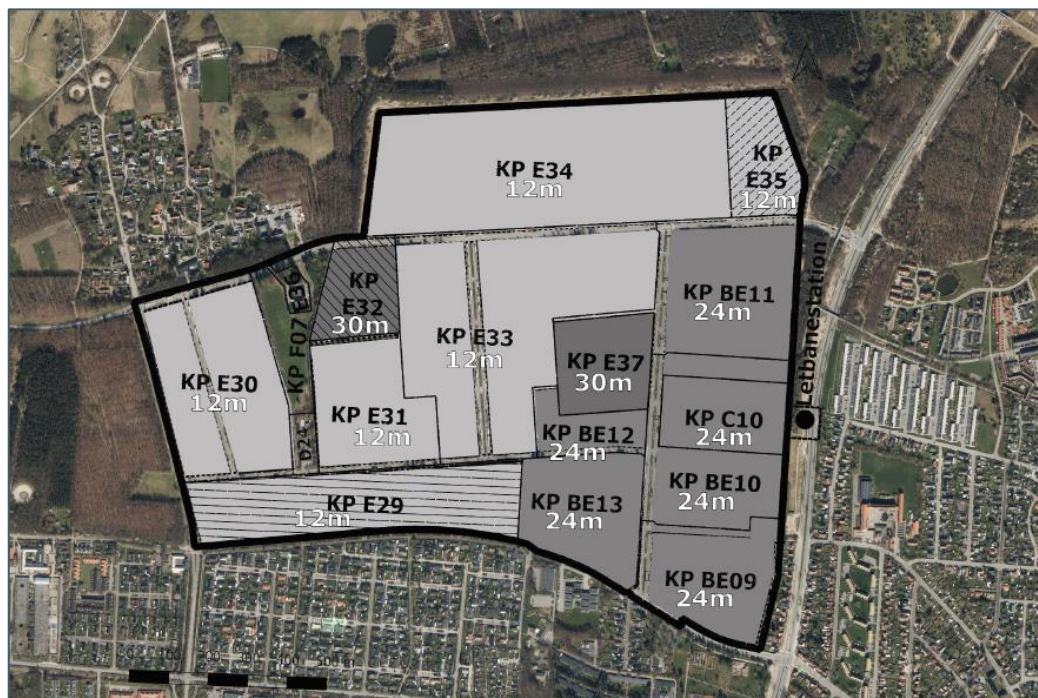 KP E34
12m
KP
E35
12m
KP
E32
30m
KP F07
E36
KP BE11
24m
Letbanestation
KP E33
12m
KP E37
30m
KP E30
12m
KP E31
12m
KP C10
24m
KP BE12
24m
KP BE10
24m
KP E29
12m
KP BE13
24m
KP BE09
24m